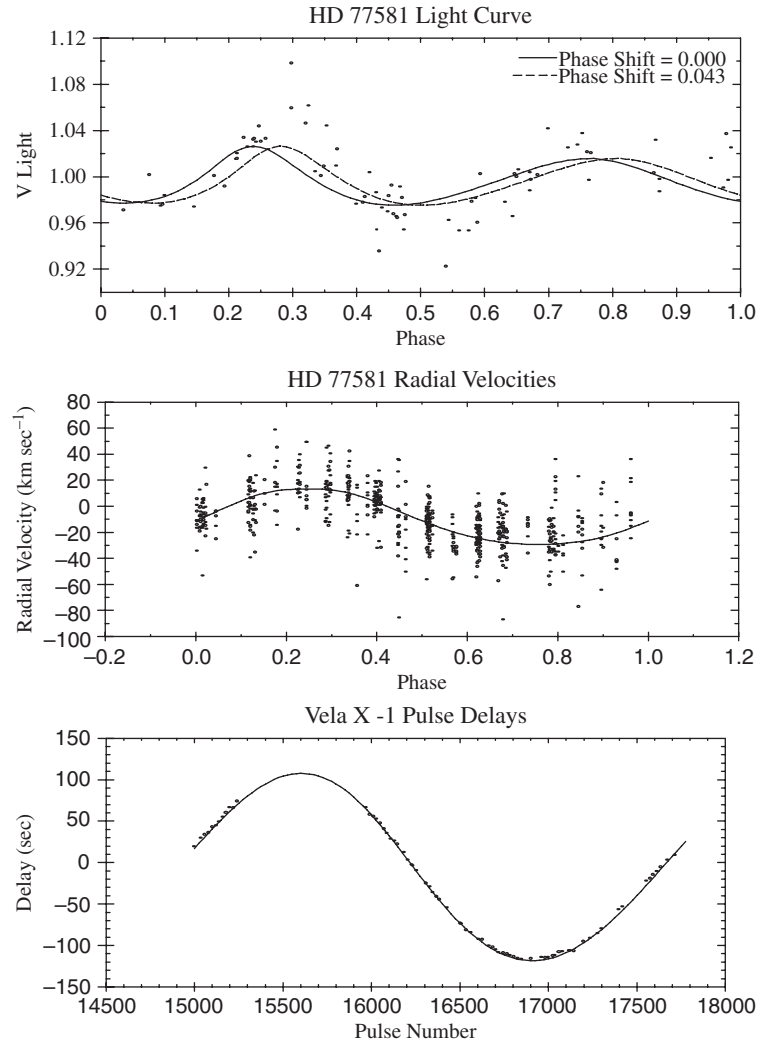 HD 77581 Light Curve
1.12
1.08
1.04
1.00
0.96
0.92
V Light
Phase Shift = 0.000
Phase Shift = 0.043
0 0.1 0.2 0.3 0.4 0.5 0.6 0.7 0.8 0.9 1.0
Phase
HD 77581 Radial Velocities
80
60
40
20
0
−20
−40
−60
−80
−100
Radial Velocity (km sec⁻¹)
−0.2 0.0 0.2 0.4 0.6 0.8 1.0 1.2
Phase
Vela X -1 Pulse Delays
150
100
50
0
−50
−100
−150
Delay (sec)
14500 15000 15500 16000 16500 17000 17500 18000
Pulse Number